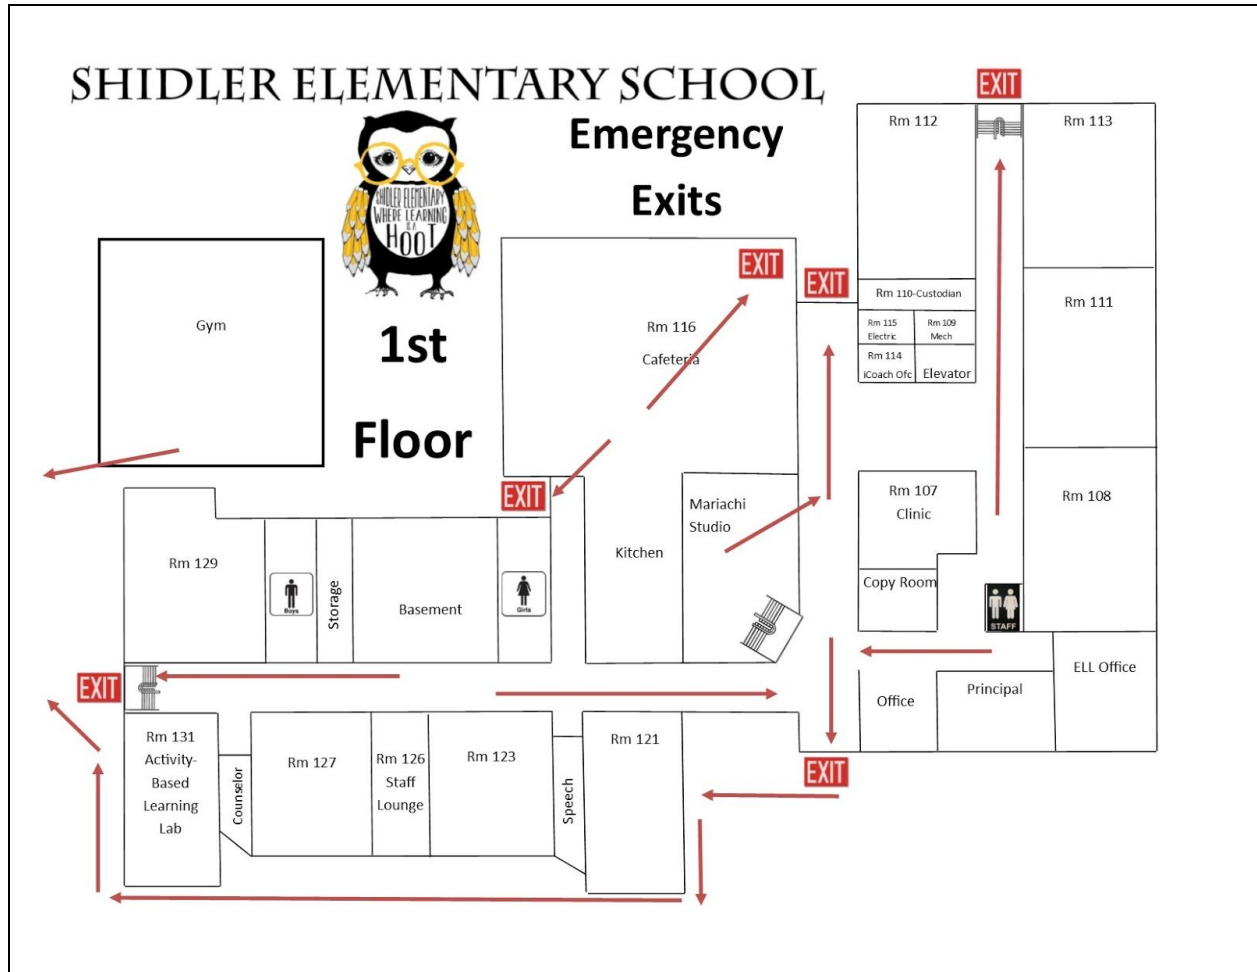 SHIDLER ELEMENTARY SCHOOL
Emergency
Exits
SHIDLER ELEMENTARY
WHERE LEARNING
IS A
HOOT
1st
Floor
EXIT
Rm 112
Rm 113
EXIT
EXIT
Rm 110-Custodian
Rm 111
Gym
Rm 116
Cafeteria
Rm 115
Electric
Rm 109
Mech
Rm 114
iCoach Ofc
Elevator
EXIT
Mariachi
Studio
Rm 107
Clinic
Rm 108
Rm 129
Boys
Storage
Basement
Girls
Kitchen
Copy Room
STAFF
EXIT
Office
Principal
ELL Office
Rm 131
Activity-
Based
Learning
Lab
Counselor
Rm 127
Rm 126
Staff
Lounge
Rm 123
Speech
Rm 121
EXIT